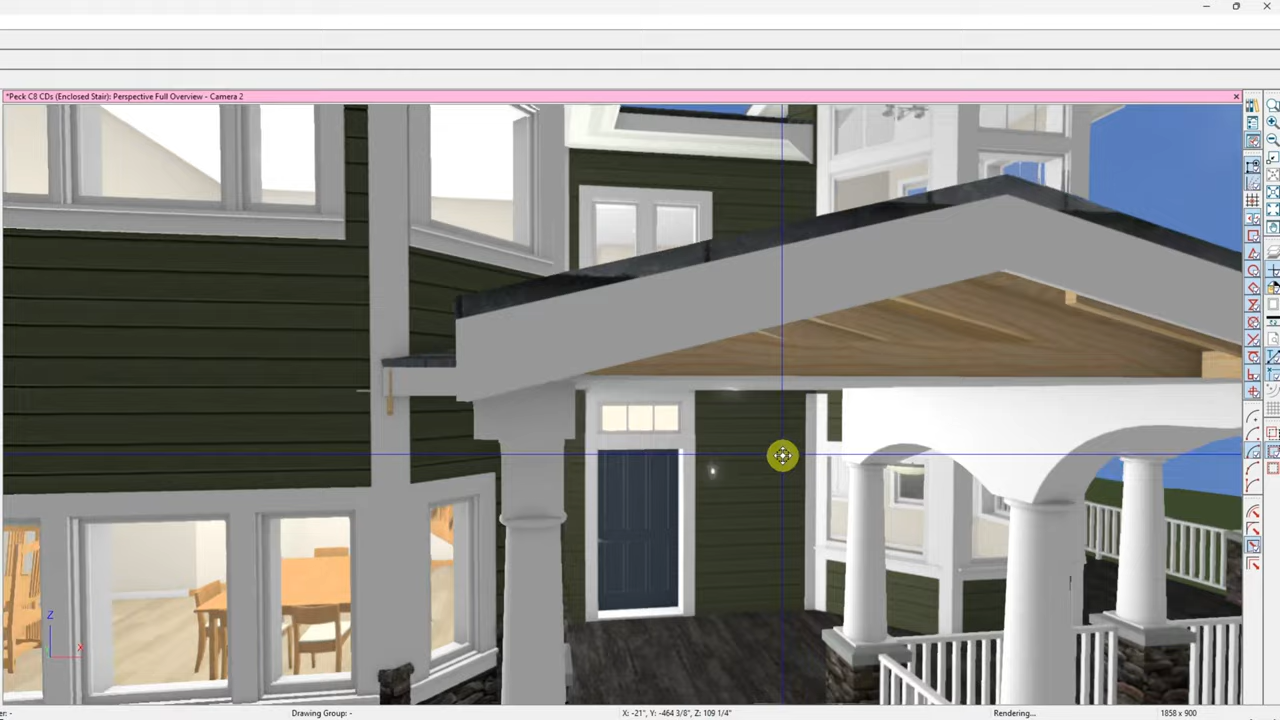 *Peck C8 CDs (Enclosed Stair): Perspective Full Overview - Camera 2
Z
X
er: -
Drawing Group: -
X: -21", Y: -464 3/8", Z: 109 1/4"
Rendering...
1858 x 900